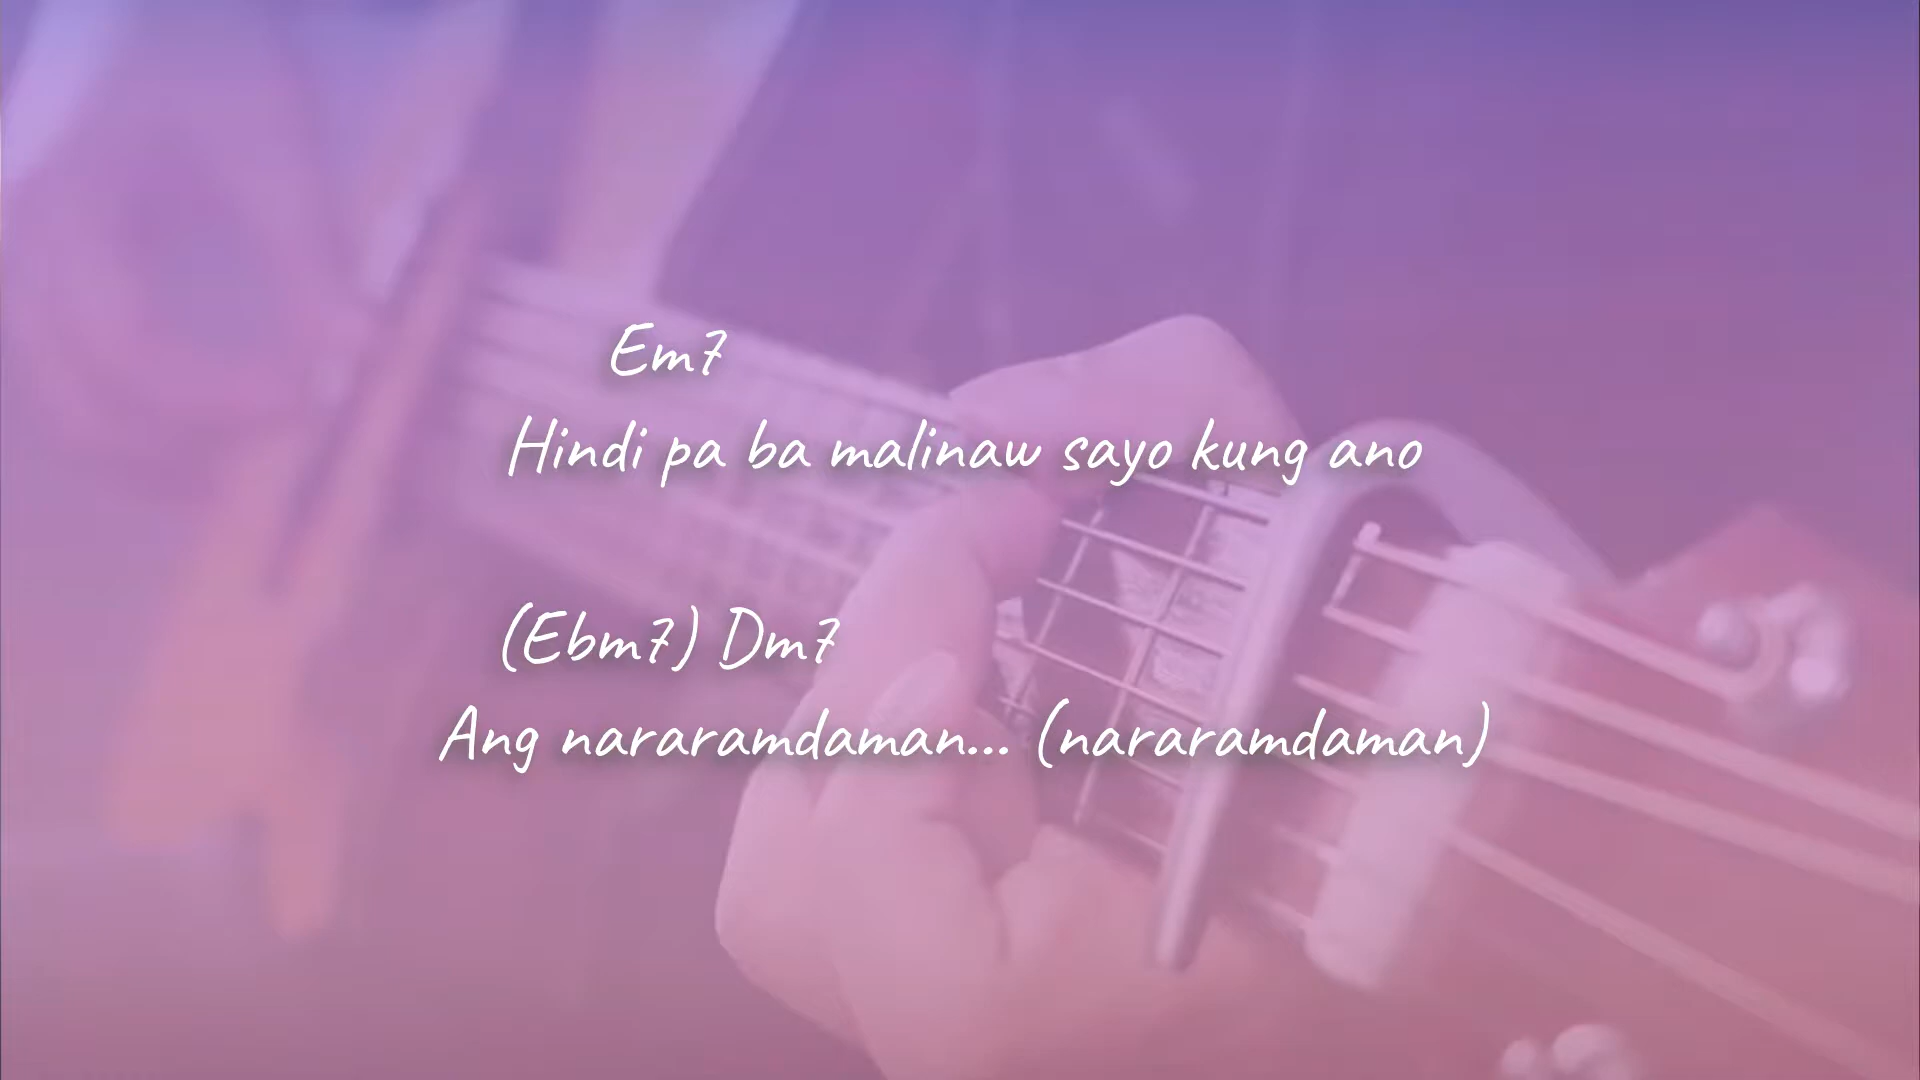 Em7
Hindi pa ba malinaw sayo kung ano
(Ebm7) Dm7
Ang nararamdaman... (nararamdaman)